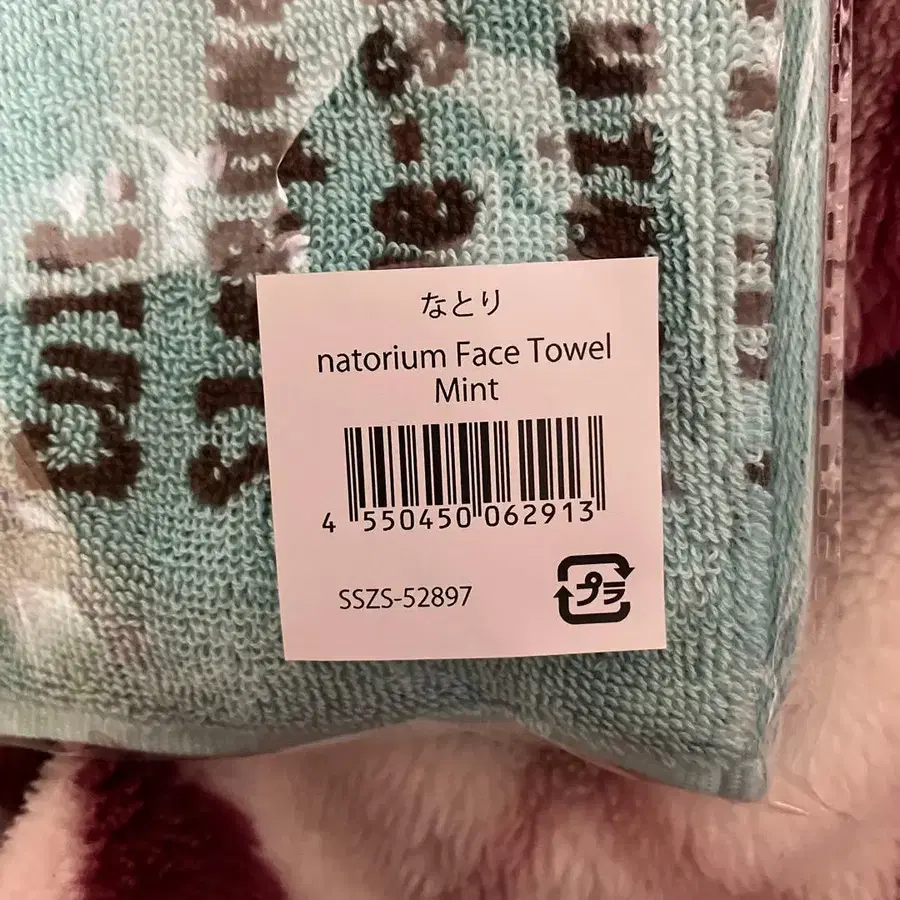 なとり
natorium Face Towel
Mint
4 550450 062913
SSZS-52897
プラ